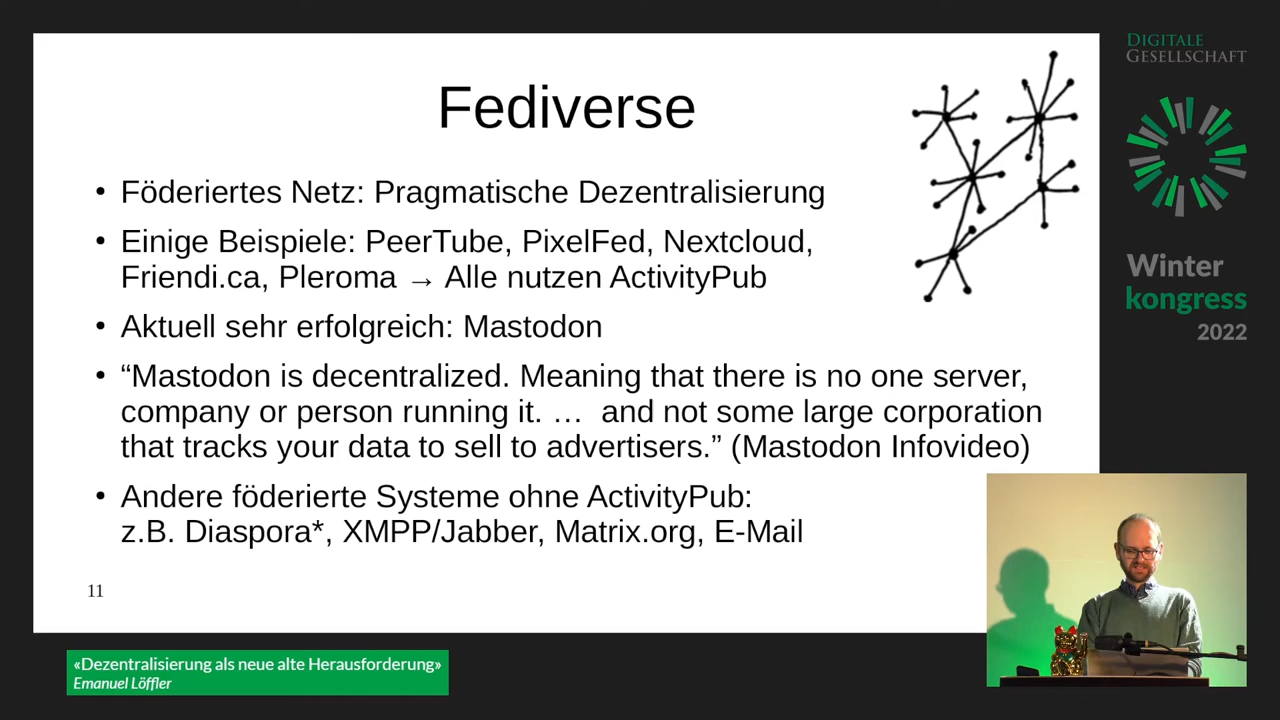 Fediverse
• Föderiertes Netz: Pragmatische Dezentralisierung
• Einige Beispiele: PeerTube, PixelFed, Nextcloud,
Friendi.ca, Pleroma → Alle nutzen ActivityPub
• Aktuell sehr erfolgreich: Mastodon
• “Mastodon is decentralized. Meaning that there is no one server,
company or person running it. … and not some large corporation
that tracks your data to sell to advertisers.” (Mastodon Infovideo)
• Andere föderierte Systeme ohne ActivityPub:
z.B. Diaspora*, XMPP/Jabber, Matrix.org, E-Mail
11
DIGITALE
GESELLSCHAFT
Winter
kongress
2022
«Dezentralisierung als neue alte Herausforderung»
Emanuel Löffler